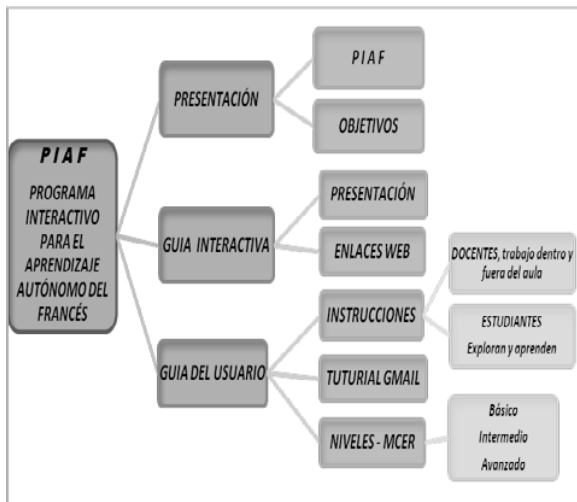 P I A F
PROGRAMA
INTERACTIVO
PARA EL
APRENDIZAJE
AUTÓNOMO DEL
FRANCÉS
PRESENTACIÓN
P I A F
OBJETIVOS
GUIA INTERACTIVA
PRESENTACIÓN
ENLACES WEB
GUIA DEL USUARIO
INSTRUCCIONES
DOCENTES, trabajo dentro y
fuera del aula
ESTUDIANTES
Exploran y aprenden
TUTURIAL GMAIL
NIVELES - MCER
Básico
Intermedio
Avanzado